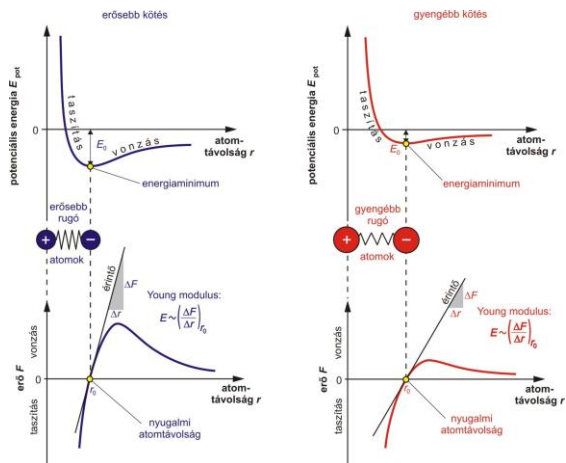 erősebb kötés
potenciális energia E pot
0
taszítás
E₀
vonzás
atom-
távolság r
energiaminimum
erősebb
rugó
+
−
atomok
érintő
ΔF
Δr
Young modulus:
E~(ΔF/Δr)r₀
vonzás
erő F
0
taszítás
r₀
atom-
távolság r
nyugalmi
atomtávolság
gyengébb kötés
potenciális energia E pot
0
taszítás
E₀
vonzás
atom-
távolság r
energiaminimum
gyengébb
rugó
+
−
atomok
érintő
ΔF
Δr
Young modulus:
E~(ΔF/Δr)r₀
vonzás
erő F
0
taszítás
r₀
atom-
távolság r
nyugalmi
atomtávolság